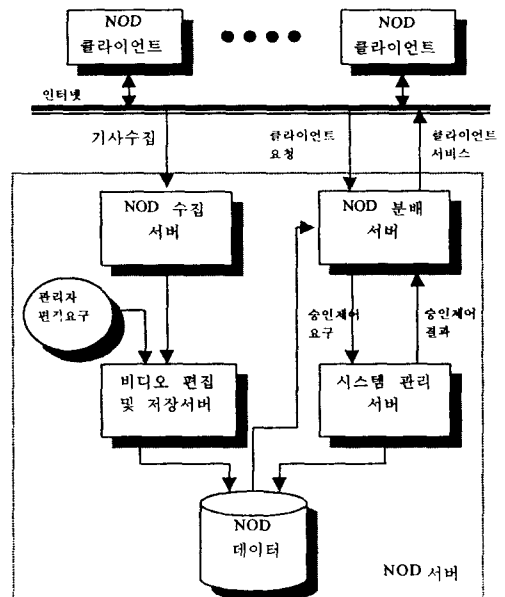 NOD
클라이언트
NOD
클라이언트
인터넷
기사수집
클라이언트
요청
클라이언트
서비스
NOD 수집
서버
NOD 분배
서버
관리자
편기요구
승인제어
요구
승인제어
결과
비디오 편집
및 저장서버
시스템 관리
서버
NOD
데이터
NOD 서버